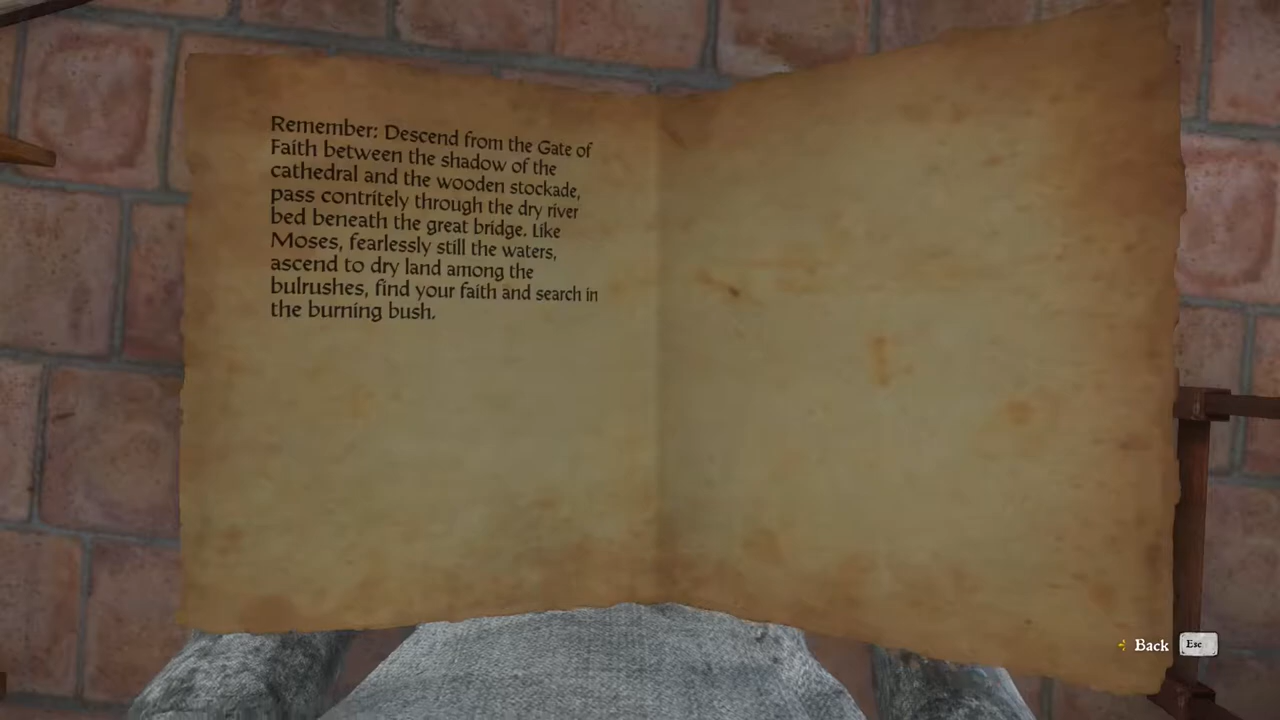 Remember: Descend from the Gate of
Faith between the shadow of the
cathedral and the wooden stockade,
pass contritely through the dry river
bed beneath the great bridge. Like
Moses, fearlessly still the waters,
ascend to dry land among the
bulrushes, find your faith and search in
the burning bush.
Back Esc